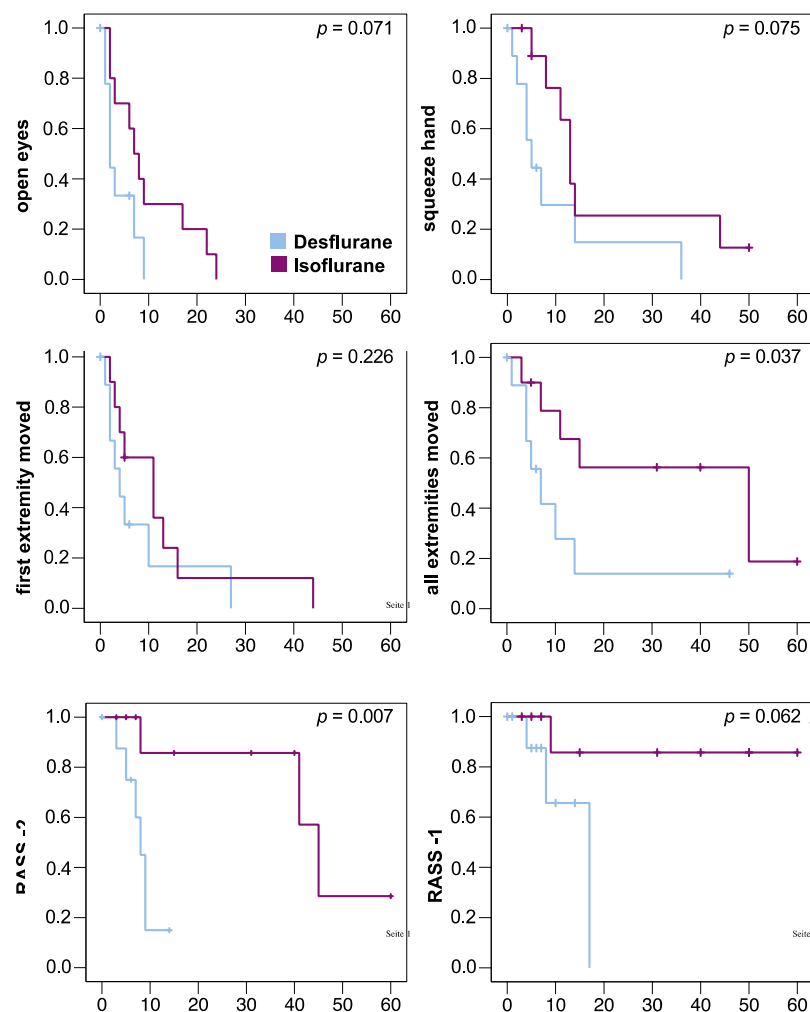 p = 0.071
open eyes
1.0
0.8
0.6
0.4
0.2
0.0
Desflurane
Isoflurane
0 10 20 30 40 50 60
p = 0.075
squeeze hand
1.0
0.8
0.6
0.4
0.2
0.0
0 10 20 30 40 50 60
p = 0.226
first extremity moved
1.0
0.8
0.6
0.4
0.2
0.0
Seite 1
0 10 20 30 40 50 60
p = 0.037
all extremities moved
1.0
0.8
0.6
0.4
0.2
0.0
0 10 20 30 40 50 60
p = 0.007
RASS -2
1.0
0.8
0.6
0.4
0.2
0.0
Seite 1
0 10 20 30 40 50 60
p = 0.062
RASS -1
1.0
0.8
0.6
0.4
0.2
0.0
Seite
0 10 20 30 40 50 60